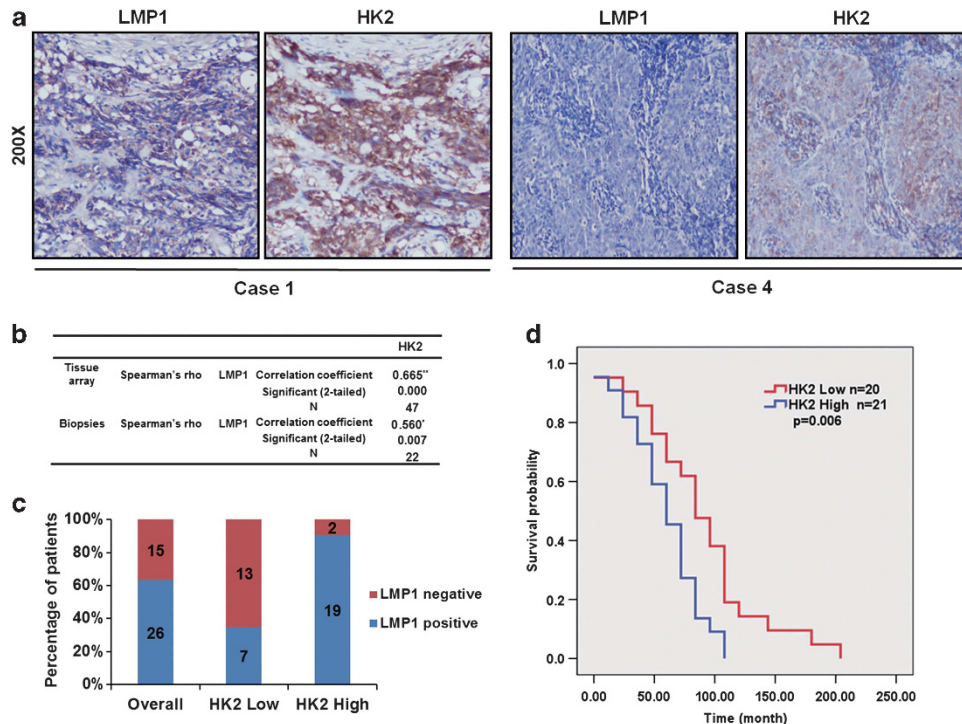 a
LMP1 HK2 LMP1 HK2
200X
Case 1 Case 4
b
HK2
Tissue array Spearman's rho LMP1 Correlation coefficient 0.665**
Significant (2-tailed) 0.000
N 47
Biopsies Spearman's rho LMP1 Correlation coefficient 0.560*
Significant (2-tailed) 0.007
N 22
c
Percentage of patients
100%
80%
60%
40%
20%
0%
15
26
13
7
2
19
Overall HK2 Low HK2 High
LMP1 negative
LMP1 positive
d
Survival probability
1.0
0.8
0.6
0.4
0.2
0.0
HK2 Low n=20
HK2 High n=21
p=0.006
0.00 50.00 100.00 150.00 200.00 250.00
Time (month)